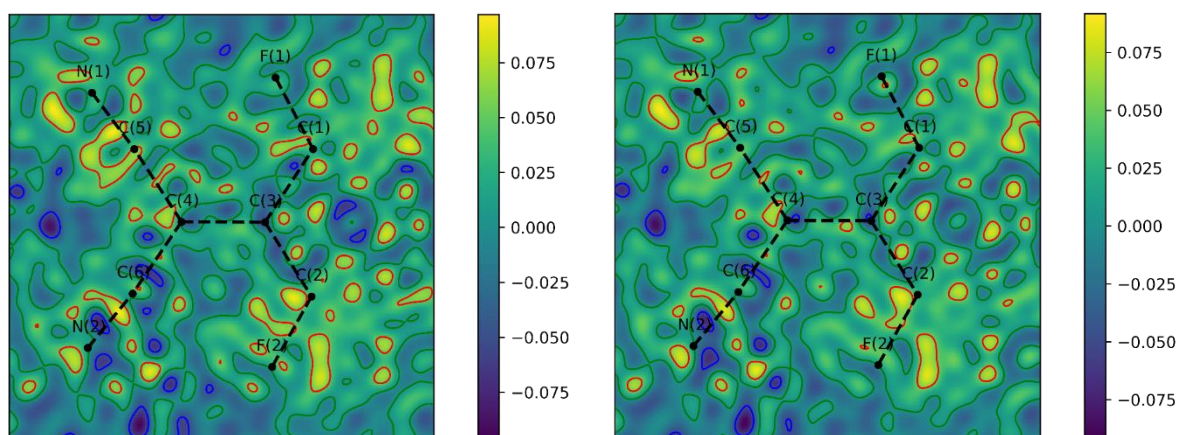 N(1)
F(1)
C(5)
C(1)
C(4)
C(3)
C(6)
C(2)
N(2)
F(2)
0.075
0.050
0.025
0.000
−0.025
−0.050
−0.075
N(1)
F(1)
C(5)
C(1)
C(4)
C(3)
C(6)
C(2)
N(2)
F(2)
0.075
0.050
0.025
0.000
−0.025
−0.050
−0.075